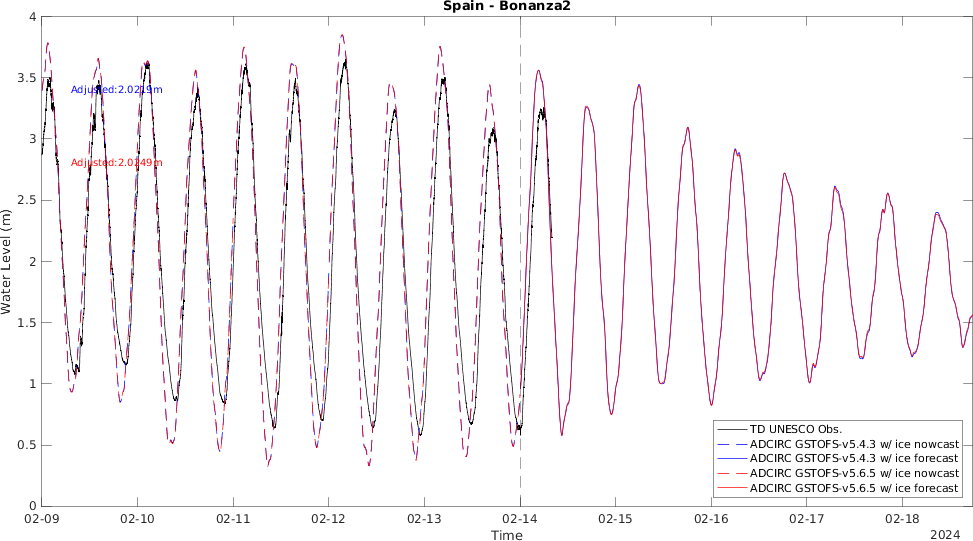 Spain - Bonanza2
4
3.5
3
2.5
2
1.5
1
0.5
0
Water Level (m)
Adjusted:2.0219m
Adjusted:2.0249m
TD UNESCO Obs.
ADCIRC GSTOFS-v5.4.3 w/ ice nowcast
ADCIRC GSTOFS-v5.4.3 w/ ice forecast
ADCIRC GSTOFS-v5.6.5 w/ ice nowcast
ADCIRC GSTOFS-v5.6.5 w/ ice forecast
02-09 02-10 02-11 02-12 02-13 02-14 02-15 02-16 02-17 02-18
Time
2024